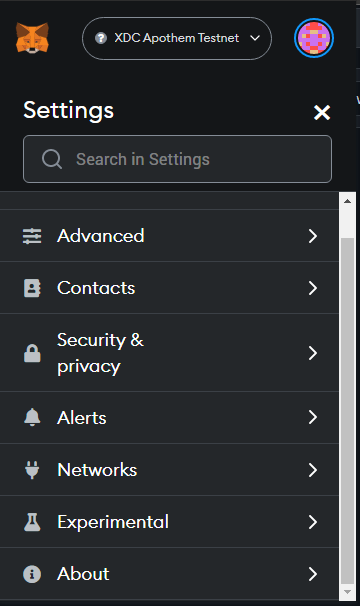 XDC Apothem Testnet
Settings
Search in Settings
Advanced
Contacts
Security &
privacy
Alerts
Networks
Experimental
About